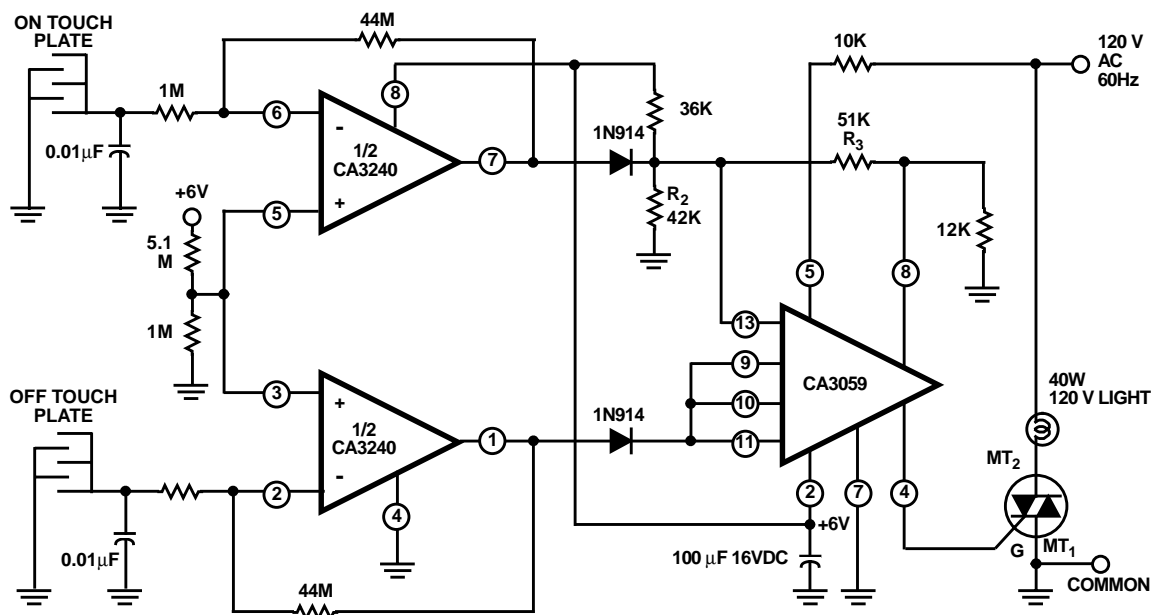 ON TOUCH
PLATE
44M
10K
120 V
AC
60Hz
1M
8
36K
6
-
51K
R3
1N914
0.01μF
1/2
CA3240
7
+6V
5
+
R2
42K
12K
5.1
M
5
8
1M
13
OFF TOUCH
PLATE
3
+
9
CA3059
1/2
CA3240
1N914
10
40W
120 V LIGHT
1
11
-
2
MT2
4
2
7
4
+6V
0.01μF
100 μF 16VDC
G
MT1
44M
COMMON